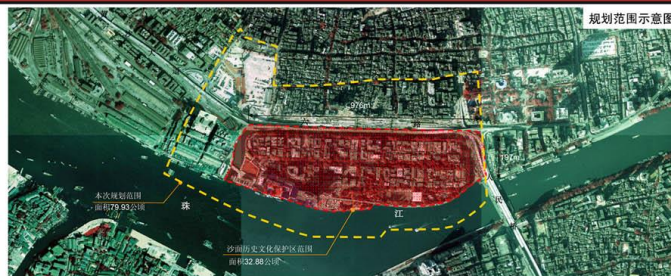 规划范围示意图
976m
197m
本次规划范围
面积79.93公顷
珠
江
民
沙面历史文化保护区范围
面积32.88公顷